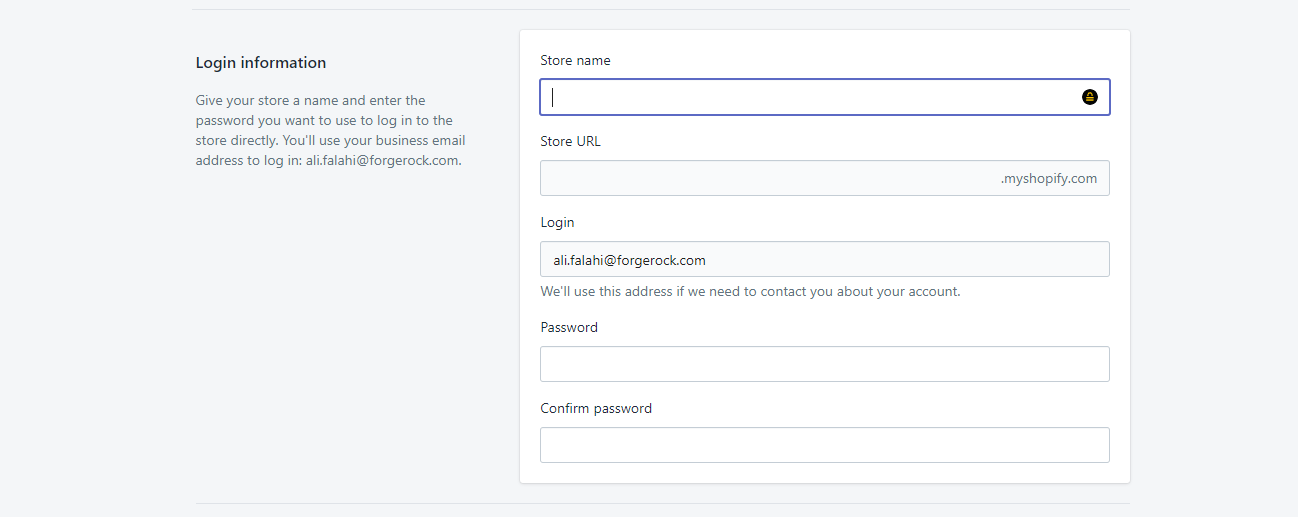 Login information
Give your store a name and enter the
password you want to use to log in to the
store directly. You'll use your business email
address to log in: ali.falahi@forgerock.com.
Store name
Store URL
.myshopify.com
Login
ali.falahi@forgerock.com
We'll use this address if we need to contact you about your account.
Password
Confirm password